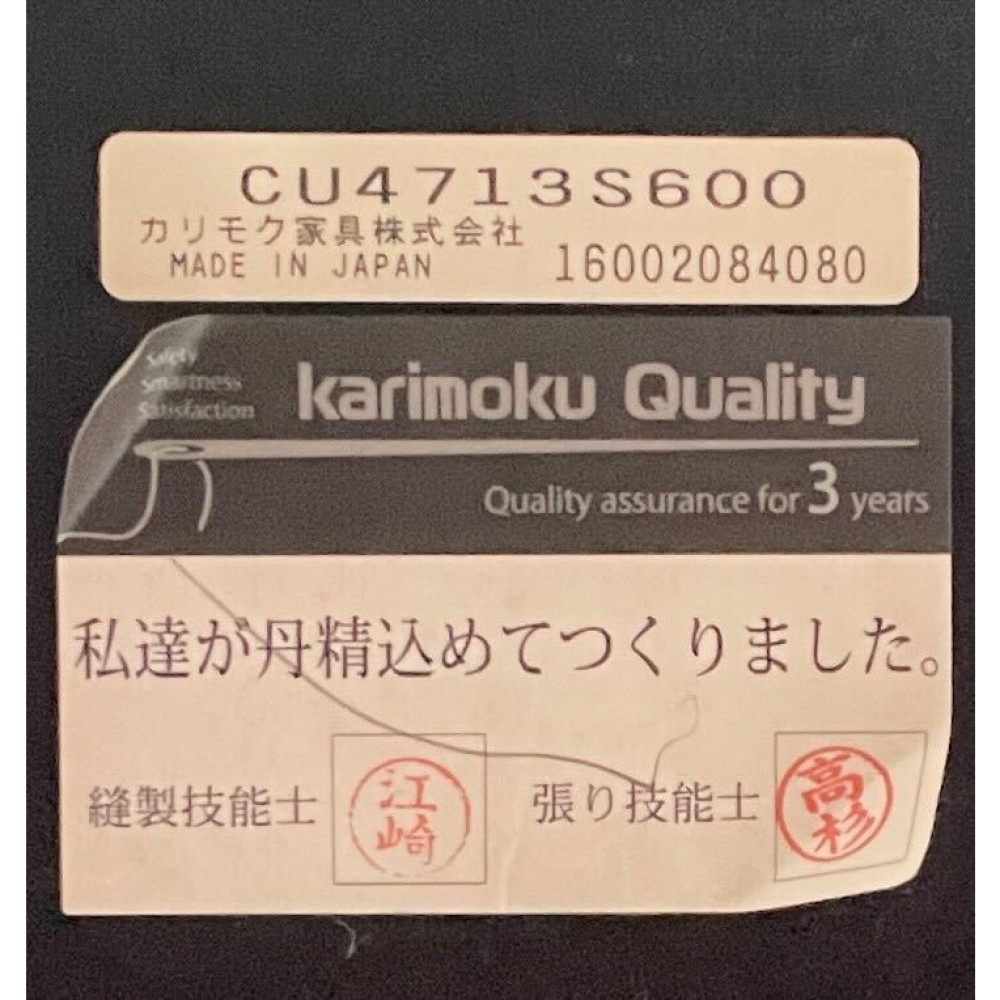 CU4713S600
カリモク家具株式会社
MADE IN JAPAN 16002084080
Safety
Smartness
Satisfaction
karimoku Quality
Quality assurance for 3 years
私達が丹精込めてつくりました。
縫製技能士 江崎 張り技能士 高杉